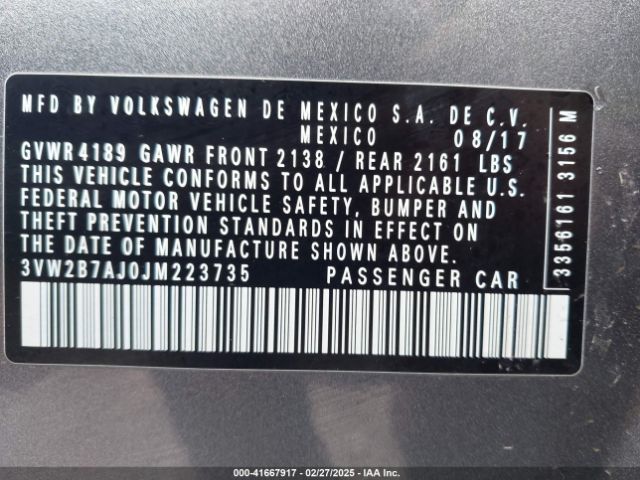 MFD BY VOLKSWAGEN DE MEXICO S.A. DE C.V.
MEXICO 08/17
GVWR4189 GAWR FRONT 2138 / REAR 2161 LBS
THIS VEHICLE CONFORMS TO ALL APPLICABLE U.S.
FEDERAL MOTOR VEHICLE SAFETY, BUMPER AND
THEFT PREVENTION STANDARDS IN EFFECT ON
THE DATE OF MANUFACTURE SHOWN ABOVE.
3VW2B7AJ0JM223735 PASSENGER CAR
3356161 3156 M
000-41667917 | 02/27/2025 | IAA Inc.